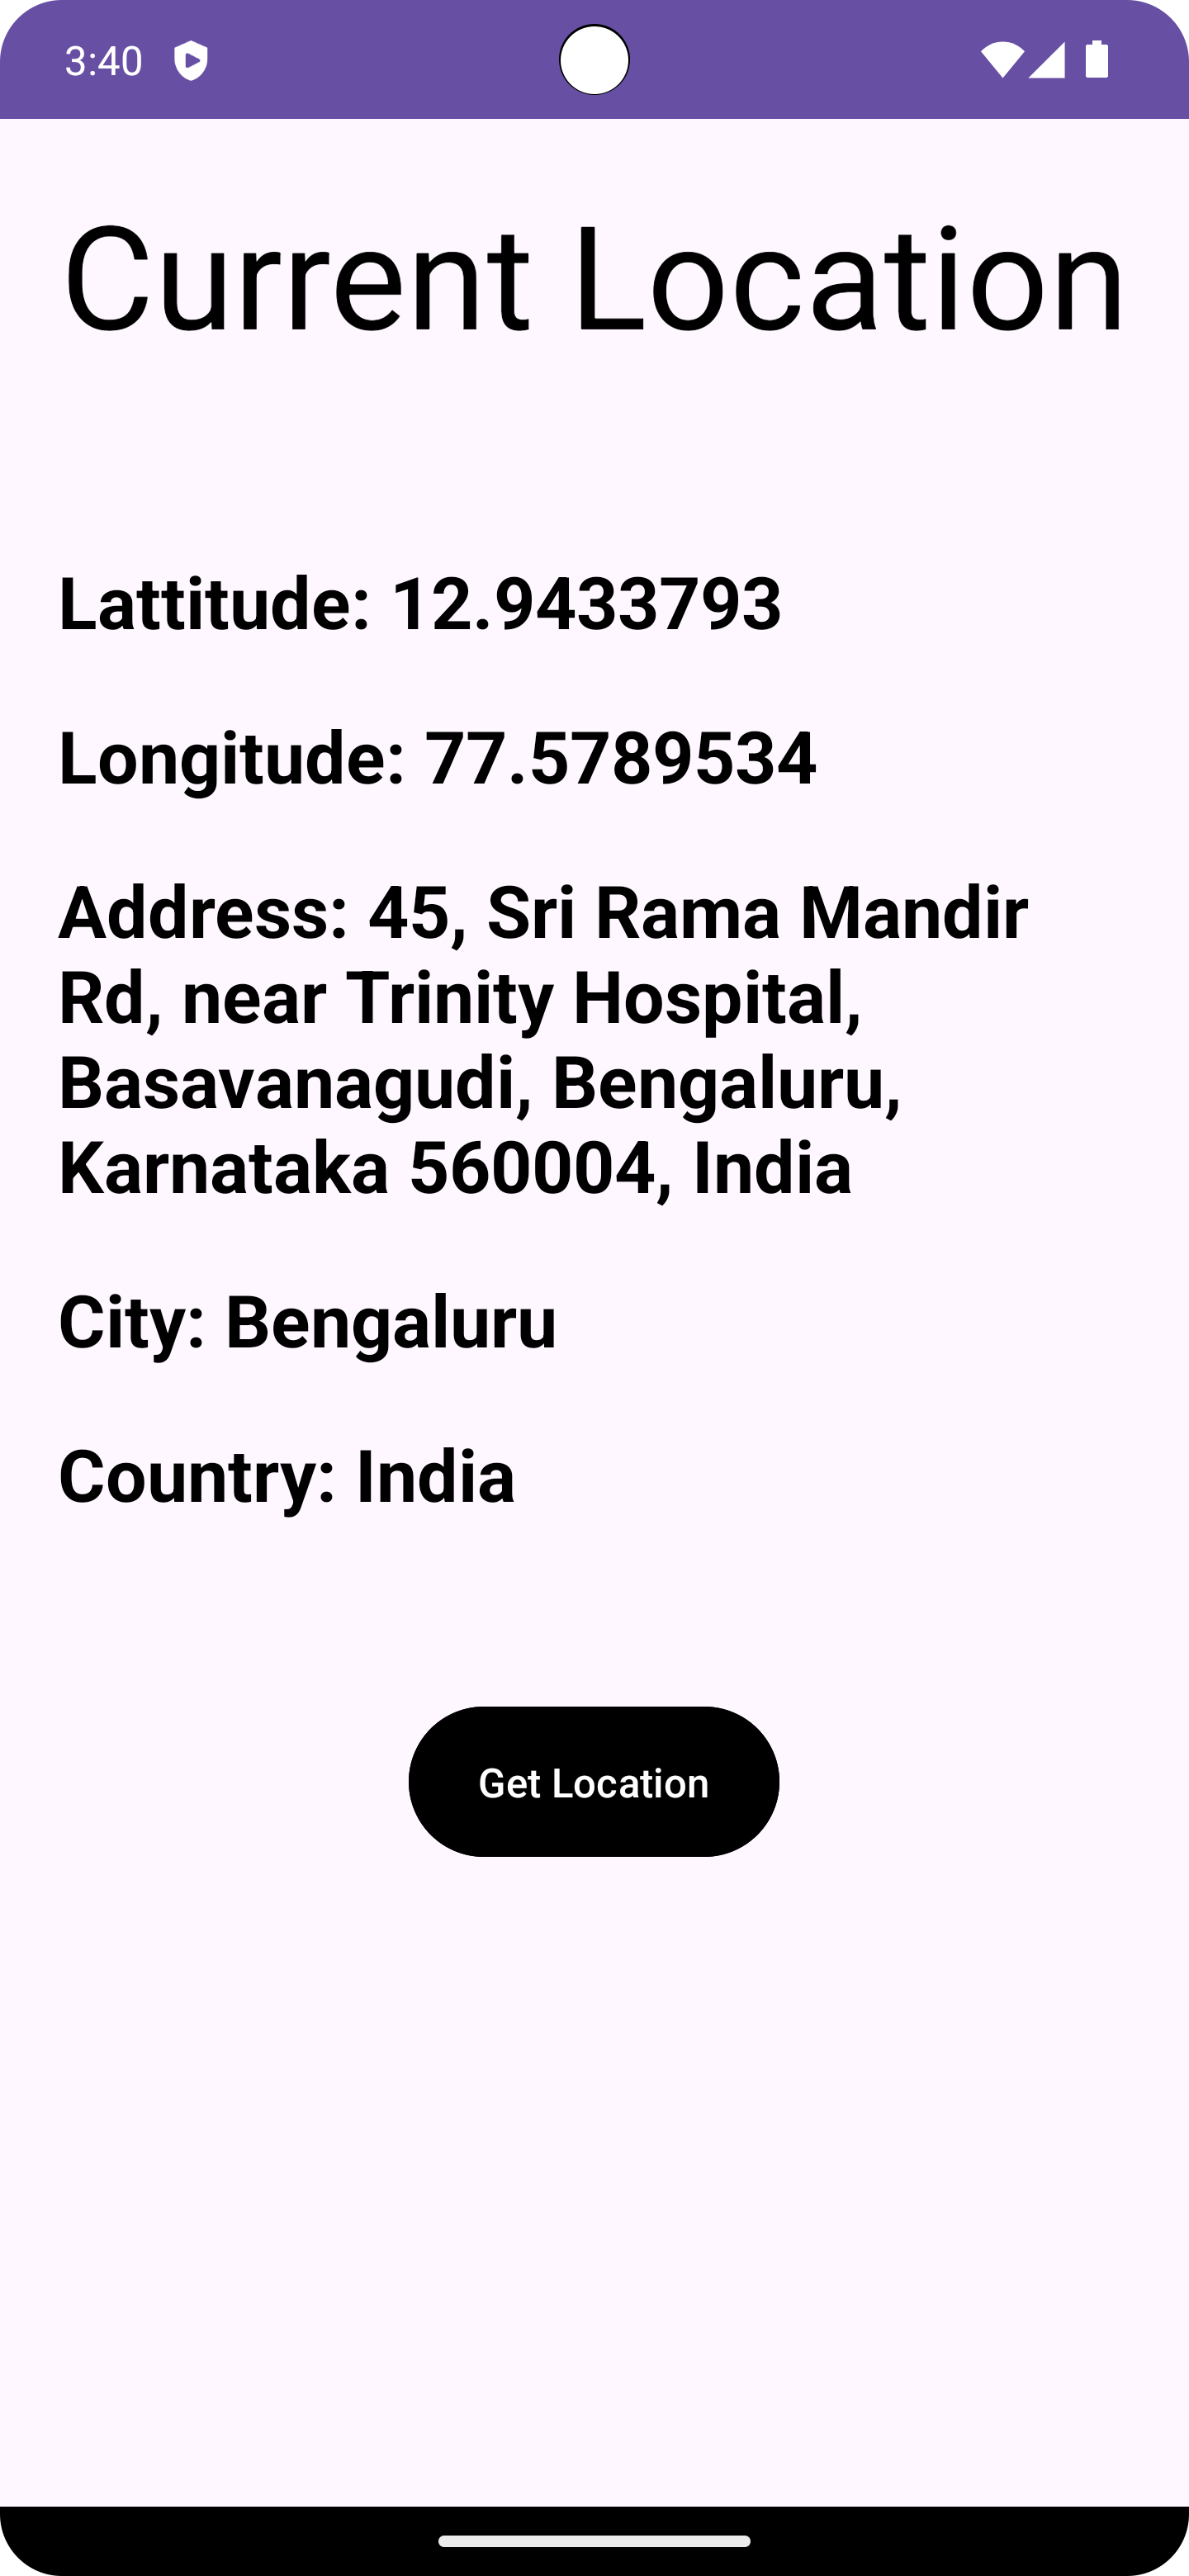 3:40
Current Location
Lattitude: 12.9433793
Longitude: 77.5789534
Address: 45, Sri Rama Mandir
Rd, near Trinity Hospital,
Basavanagudi, Bengaluru,
Karnataka 560004, India
City: Bengaluru
Country: India
Get Location